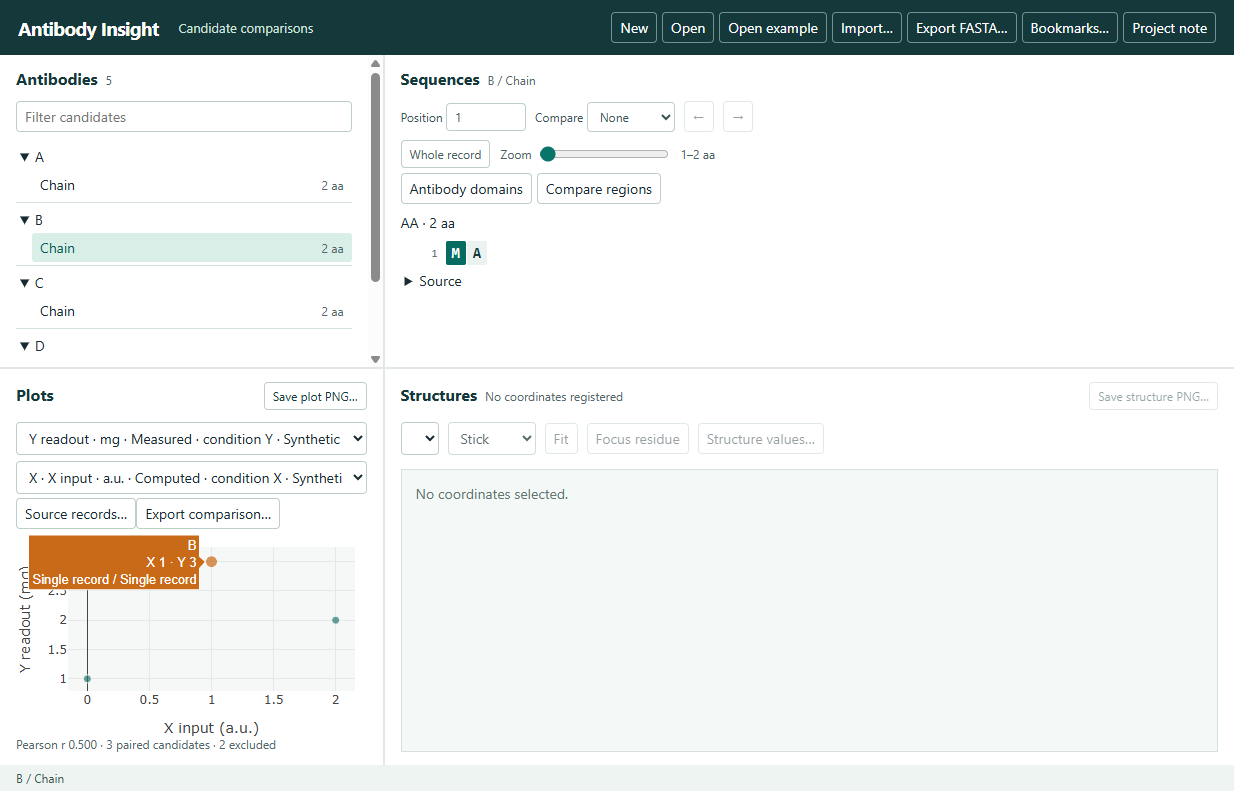 Antibody Insight Candidate comparisons New Open Open example Import... Export FASTA... Bookmarks... Project note
Antibodies 5
Filter candidates
▼ A
Chain 2 aa
▼ B
Chain 2 aa
▼ C
Chain 2 aa
▼ D
Sequences B / Chain
Position 1 Compare None ← →
Whole record Zoom 1–2 aa
Antibody domains Compare regions
AA · 2 aa
1 M A
▶ Source
Plots Save plot PNG...
Y readout · mg · Measured · condition Y · Synthetic
X · X input · a.u. · Computed · condition X · Syntheti
Source records... Export comparison...
B
X 1 · Y 3
Single record / Single record
2.5
2
1.5
1
0 0.5 1 1.5 2
Y readout (mg)
X input (a.u.)
Pearson r 0.500 · 3 paired candidates · 2 excluded
Structures No coordinates registered Save structure PNG...
Stick Fit Focus residue Structure values...
No coordinates selected.
B / Chain